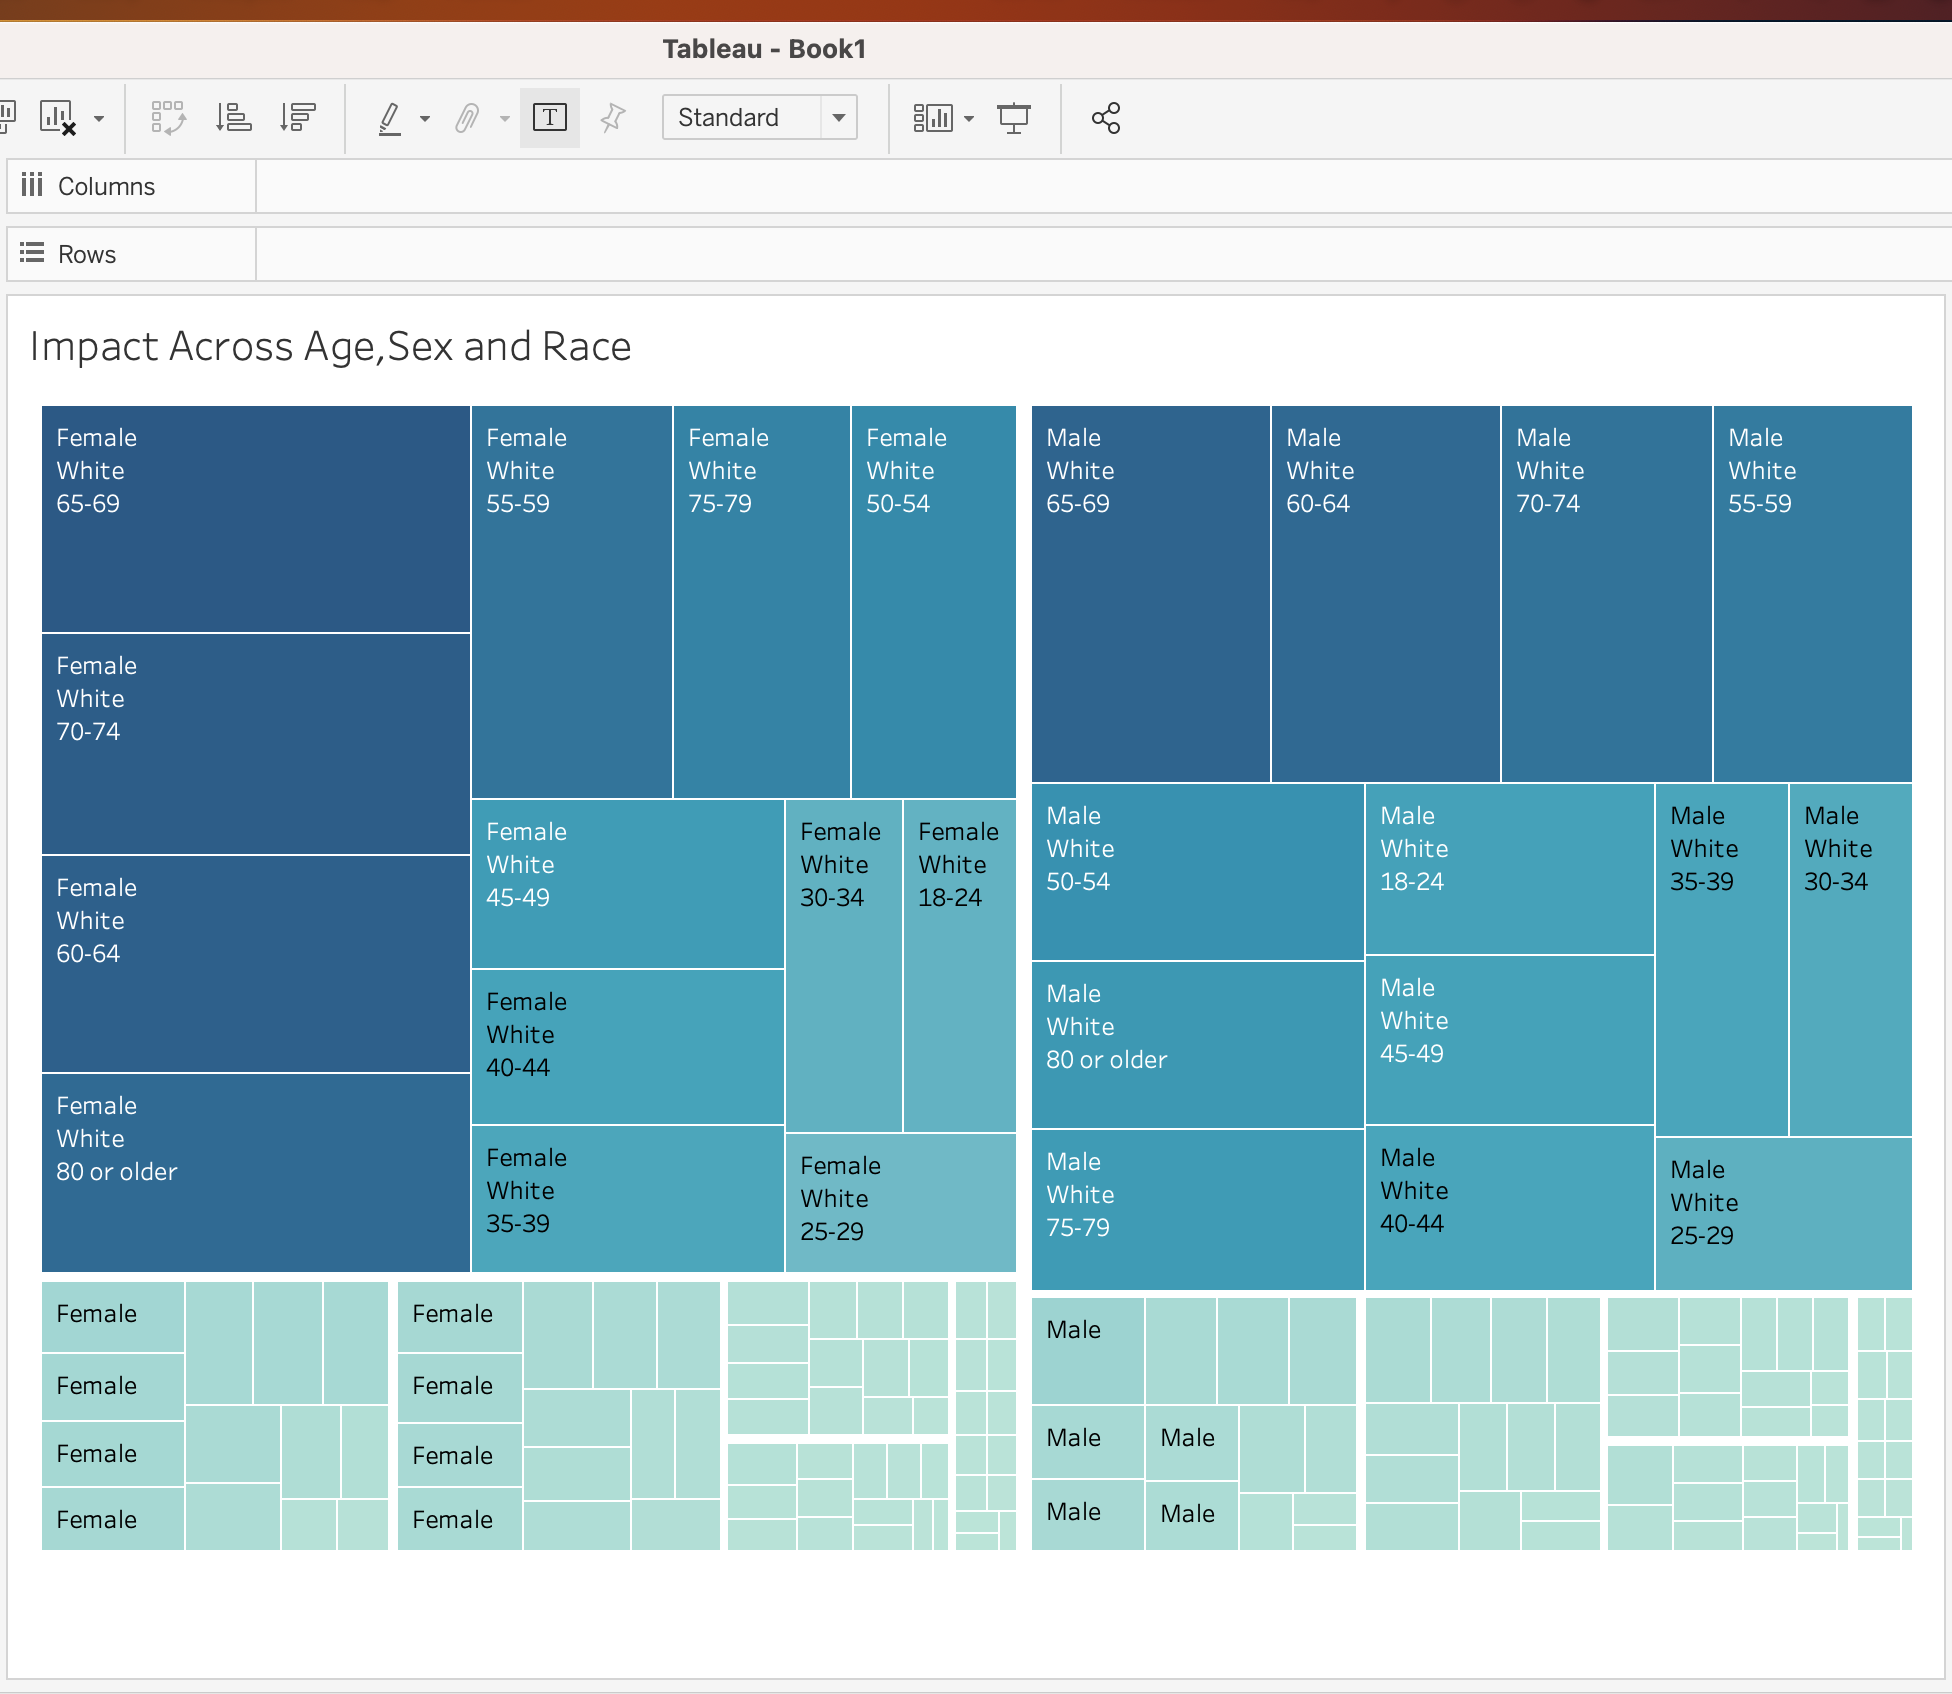 Tableau - Book1
T
Standard
Columns
Rows
Impact Across Age,Sex and Race
Female
White
65-69
Female
White
70-74
Female
White
60-64
Female
White
80 or older
Female
White
55-59
Female
White
75-79
Female
White
50-54
Female
White
45-49
Female
White
40-44
Female
White
35-39
Female
White
30-34
Female
White
18-24
Female
White
25-29
Male
White
65-69
Male
White
60-64
Male
White
70-74
Male
White
55-59
Male
White
50-54
Male
White
80 or older
Male
White
75-79
Male
White
18-24
Male
White
45-49
Male
White
40-44
Male
White
35-39
Male
White
30-34
Male
White
25-29
Female
Female
Female
Female
Female
Female
Female
Female
Male
Male
Male
Male
Male